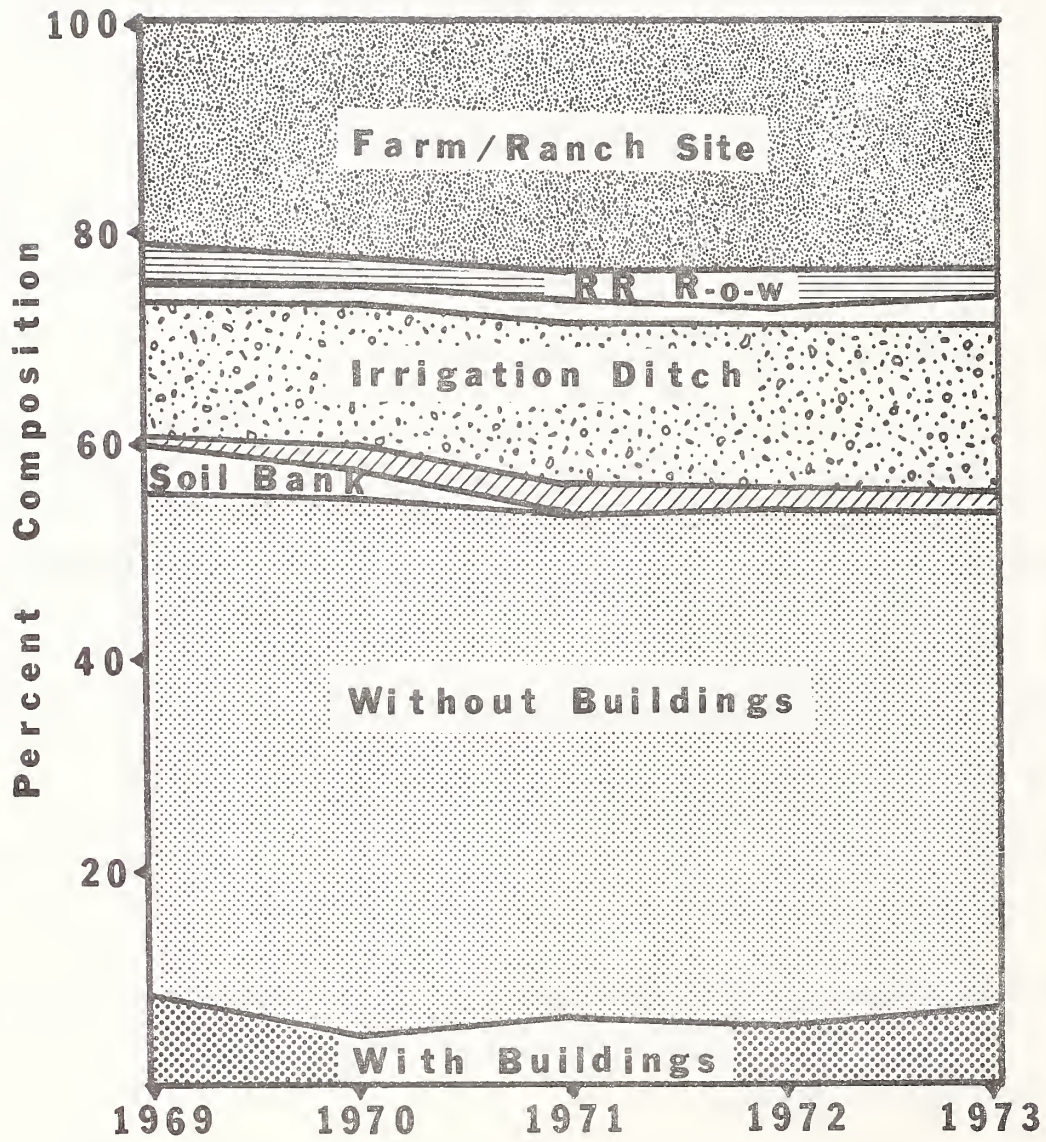 100
Farm/Ranch Site
80
RR R-o-w
Irrigation Ditch
60
Soil Bank
40
Without Buildings
20
With Buildings
1969 1970 1971 1972 1973
Percent Composition